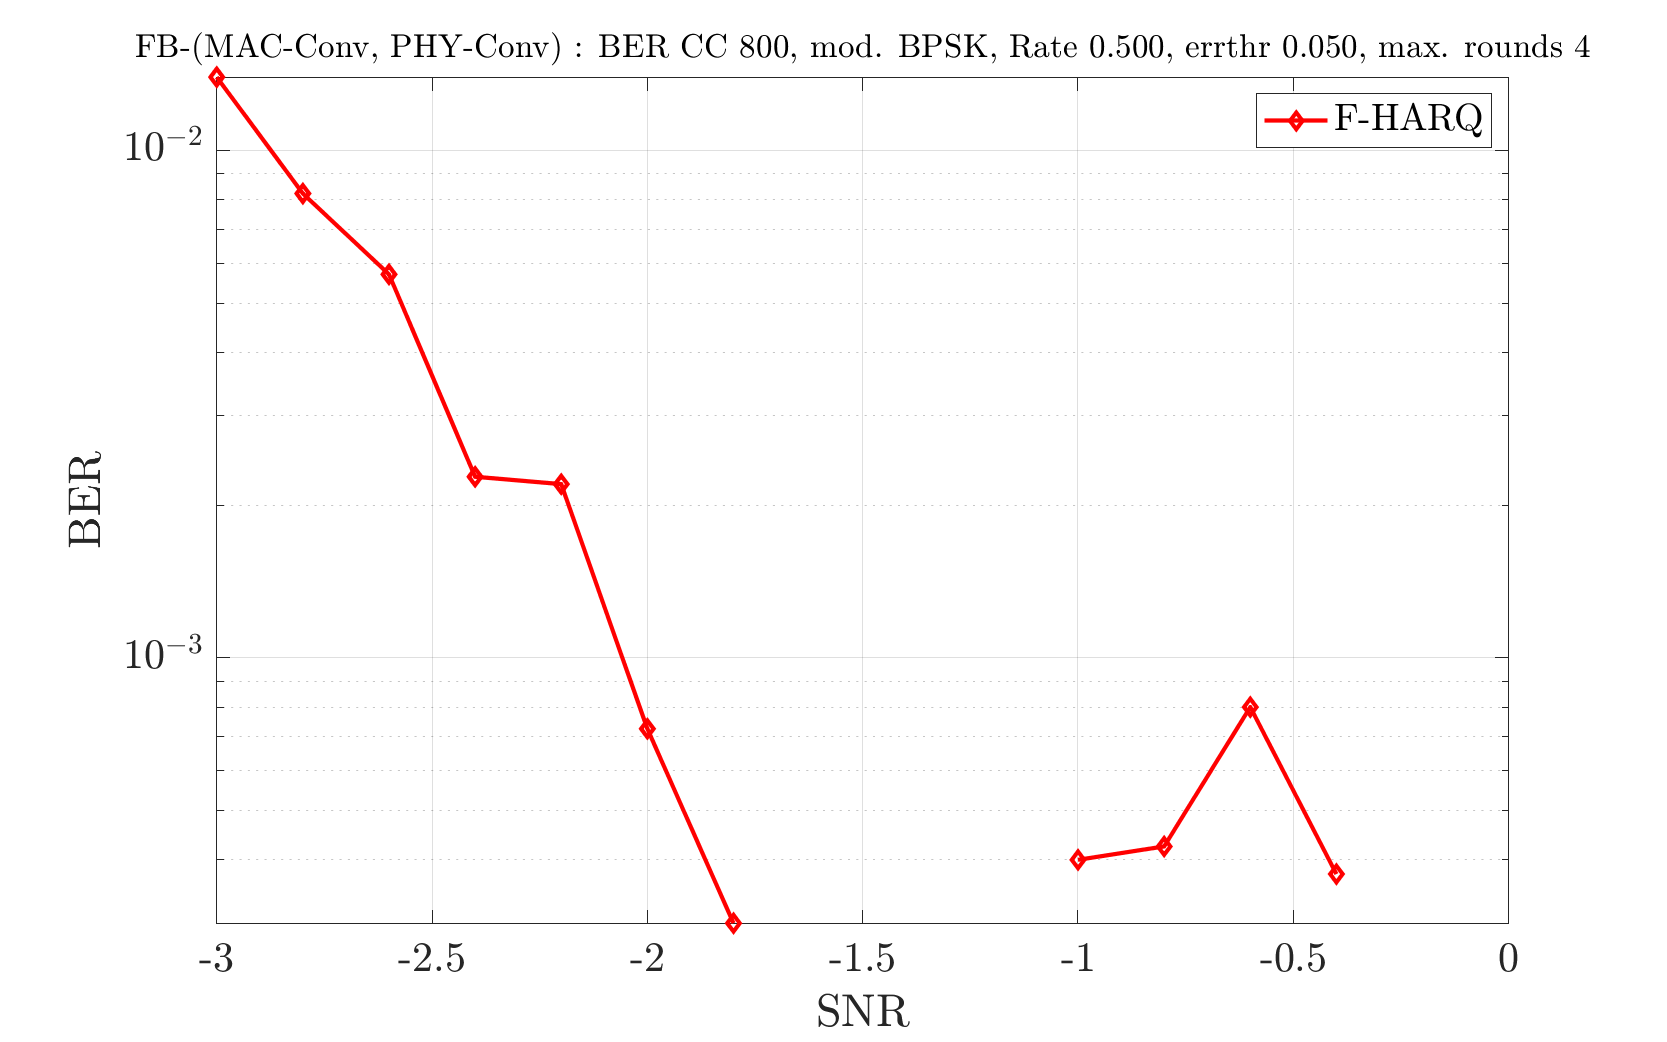 FB-(MAC-Conv, PHY-Conv) : BER CC 800, mod. BPSK, Rate 0.500, errthr 0.050, max. rounds 4
F-HARQ
10⁻²
10⁻³
BER
-3 -2.5 -2 -1.5 -1 -0.5 0
SNR